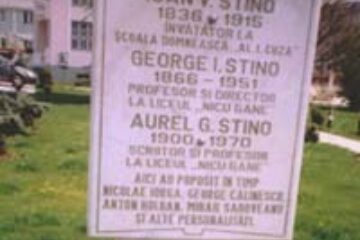 IOAN V. STINO
1836 - 1915
INVATATOR LA
SCOALA DOMNEASCA "AL. I. CUZA"
GEORGE I. STINO
1866 - 1951
PROFESOR SI DIRECTOR
LA LICEUL "NICU GANE"
AUREL G. STINO
1900 - 1970
SCRIITOR SI PROFESOR
LA LICEUL "NICU GANE"
AICI AU POPOSIT IN TIMP
NICOLAE IORGA, GEORGE CALINESCU
ANTON HOLBAN, MIHAIL SADOVEANU
SI ALTE PERSONALITATI.